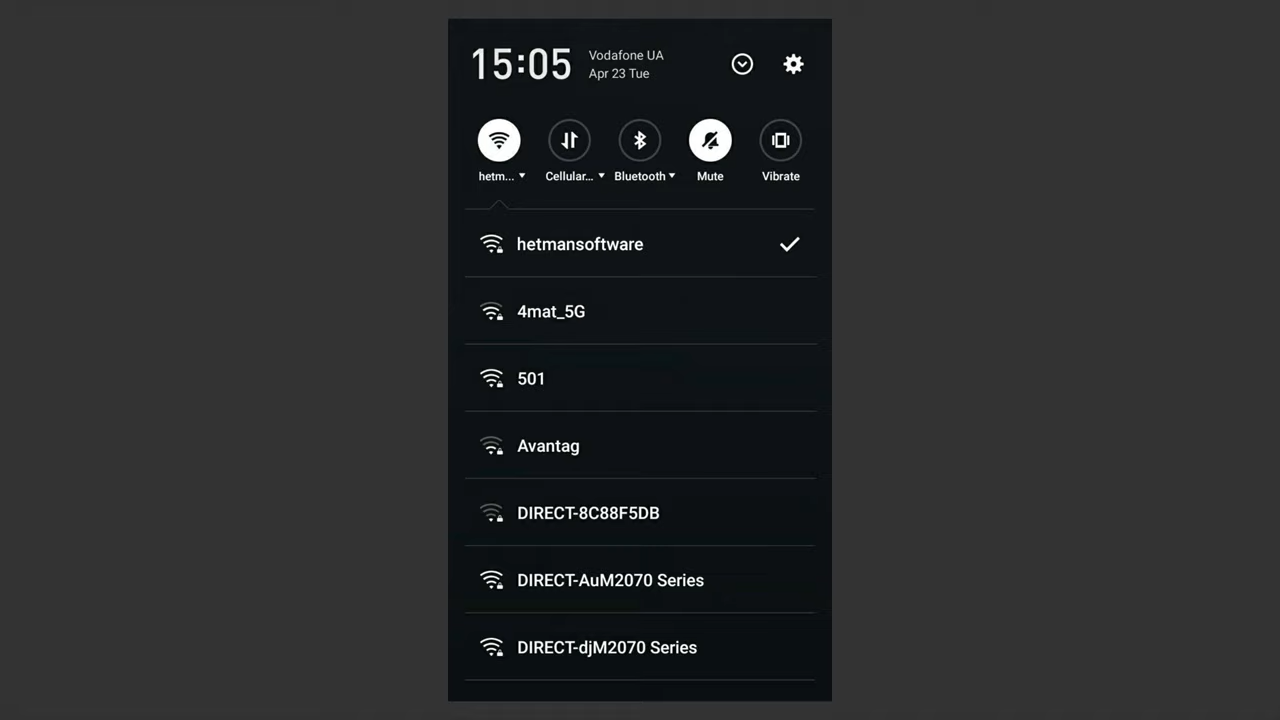 15:05
Vodafone UA
Apr 23 Tue
hetm...
Cellular...
Bluetooth
Mute
Vibrate
hetmansoftware
4mat_5G
501
Avantag
DIRECT-8C88F5DB
DIRECT-AuM2070 Series
DIRECT-djM2070 Series